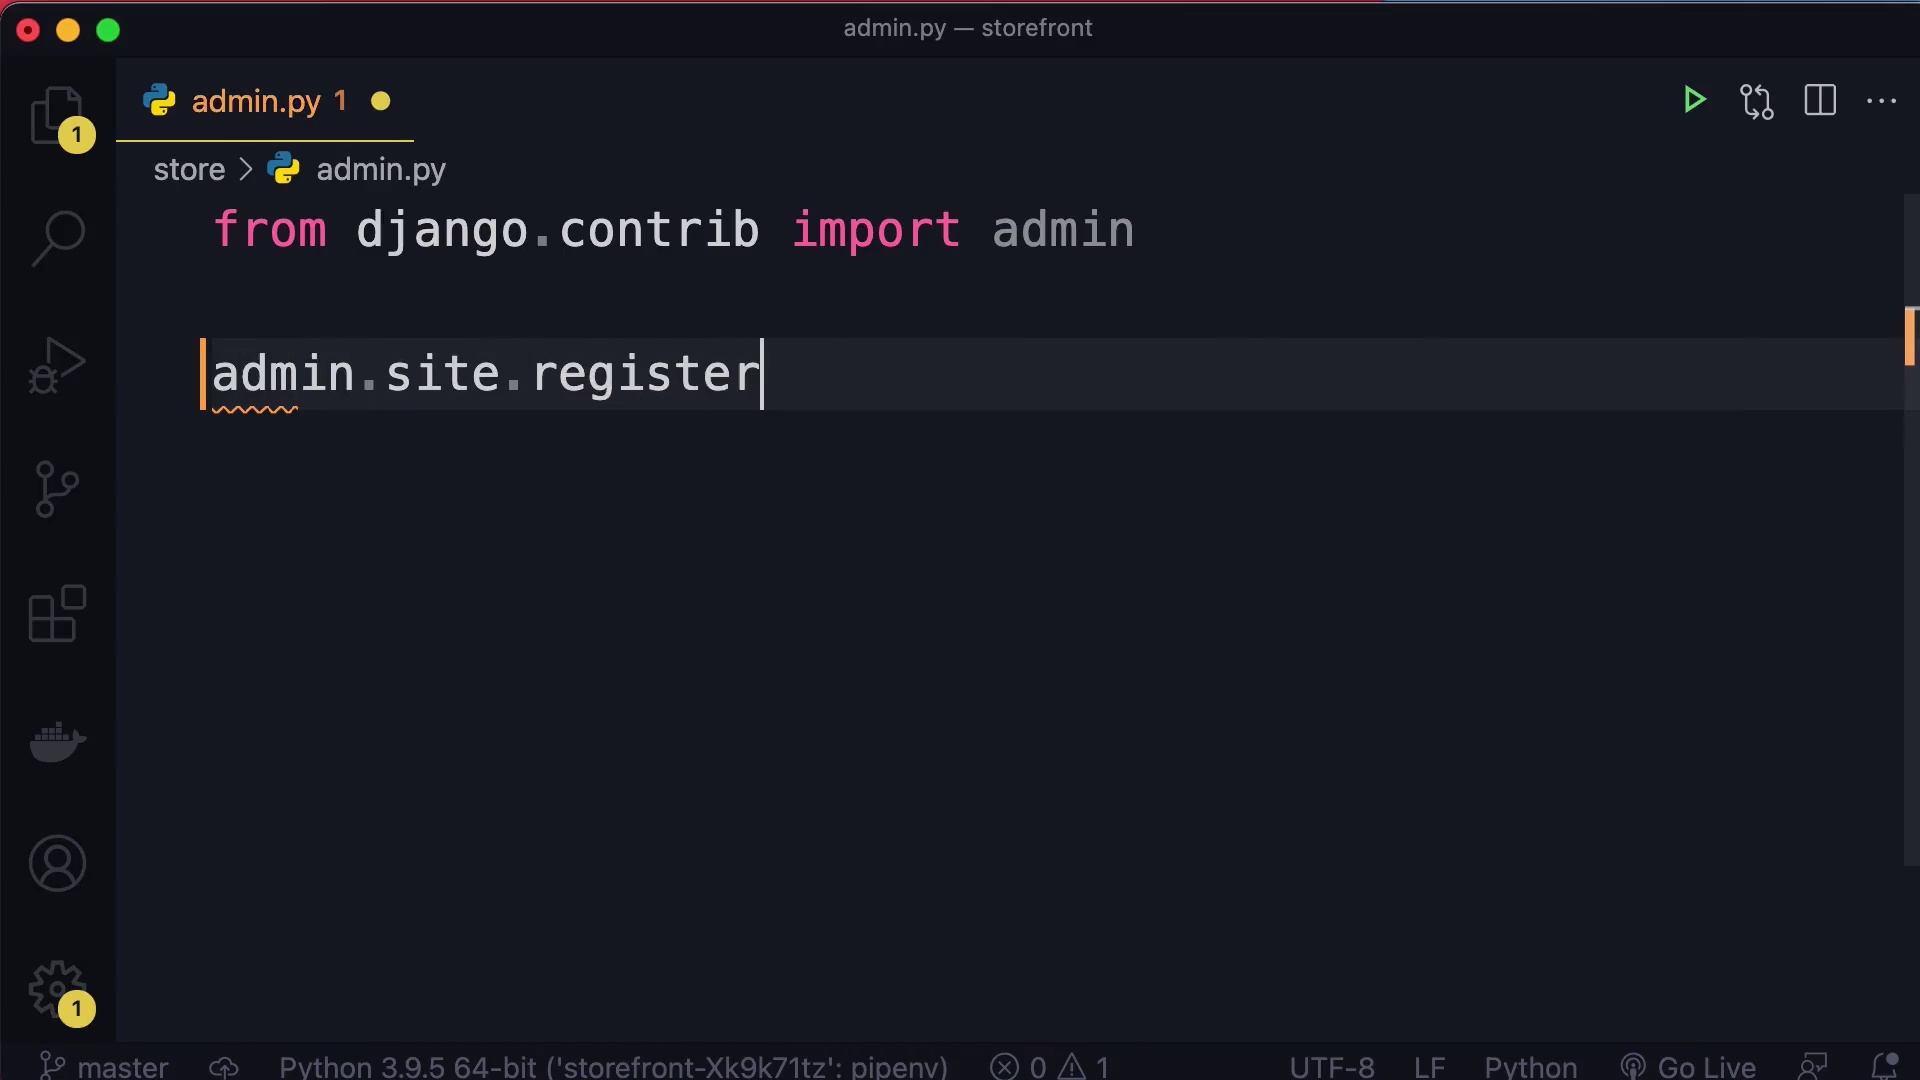 admin.py — storefront
admin.py 1
1
store > admin.py
from django.contrib import admin
admin.site.register
1
master Python 3.9.5 64-bit ('storefront-Xk9k71tz': pipenv) 0 1 UTF-8 LF Python Go Live